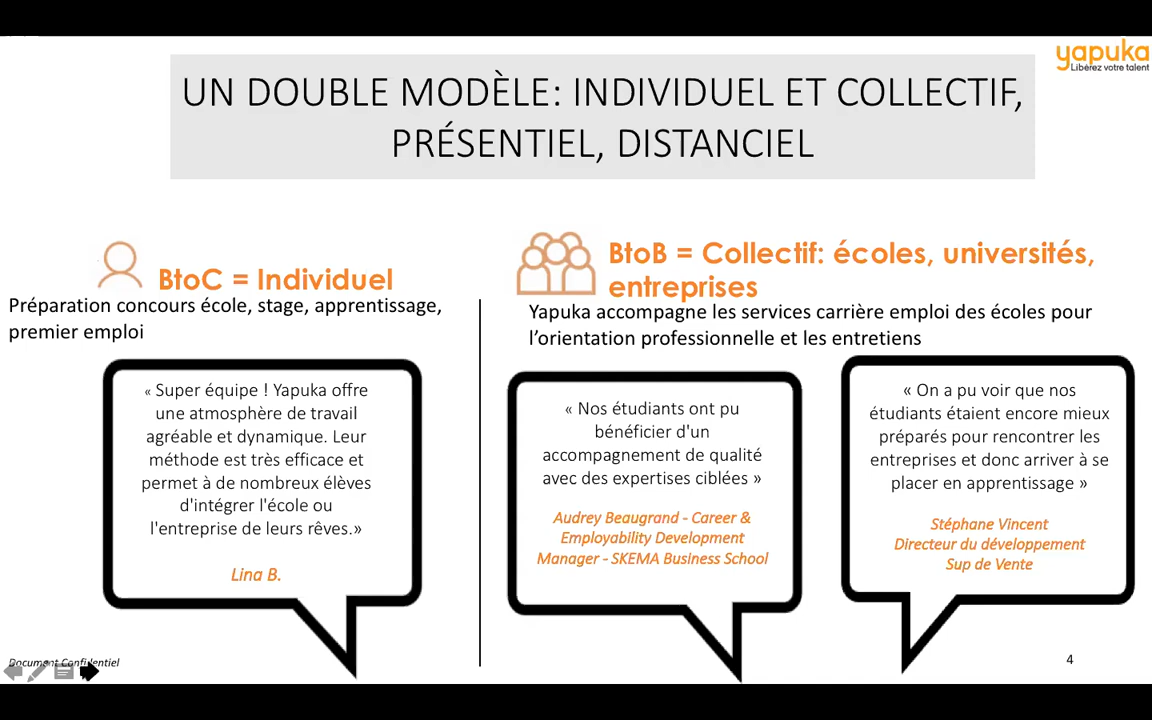 yapuka
Libérez votre talent
UN DOUBLE MODÈLE: INDIVIDUEL ET COLLECTIF,
PRÉSENTIEL, DISTANCIEL
BtoC = Individuel
Préparation concours école, stage, apprentissage,
premier emploi
« Super équipe ! Yapuka offre
une atmosphère de travail
agréable et dynamique. Leur
méthode est très efficace et
permet à de nombreux élèves
d'intégrer l'école ou
l'entreprise de leurs rêves.»
Lina B.
BtoB = Collectif: écoles, universités,
entreprises
Yapuka accompagne les services carrière emploi des écoles pour
l’orientation professionnelle et les entretiens
« Nos étudiants ont pu
bénéficier d'un
accompagnement de qualité
avec des expertises ciblées »
Audrey Beaugrand - Career &
Employability Development
Manager - SKEMA Business School
« On a pu voir que nos
étudiants étaient encore mieux
préparés pour rencontrer les
entreprises et donc arriver à se
placer en apprentissage »
Stéphane Vincent
Directeur du développement
Sup de Vente
Document Confidentiel
4